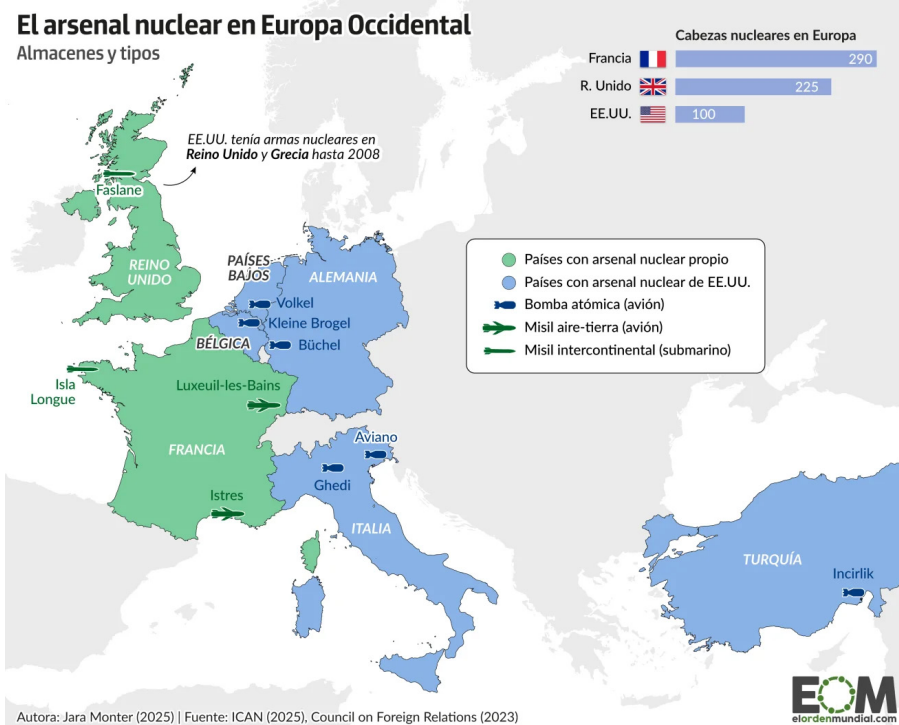 El arsenal nuclear en Europa Occidental
Almacenes y tipos
Cabezas nucleares en Europa
Francia 290
R. Unido 225
EE.UU. 100
EE.UU. tenía armas nucleares en
Reino Unido y Grecia hasta 2008
Faslane
REINO
UNIDO
PAÍSES
BAJOS
ALEMANIA
Volkel
Kleine Brogel
BÉLGICA
Büchel
Países con arsenal nuclear propio
Países con arsenal nuclear de EE.UU.
Bomba atómica (avión)
Misil aire-tierra (avión)
Misil intercontinental (submarino)
Isla
Longue
Luxeuil-les-Bains
FRANCIA
Aviano
Ghedi
Istres
ITALIA
TURQUÍA
Incirlik
EOM
elordenmundial.com
Autora: Jara Monter (2025) | Fuente: ICAN (2025), Council on Foreign Relations (2023)